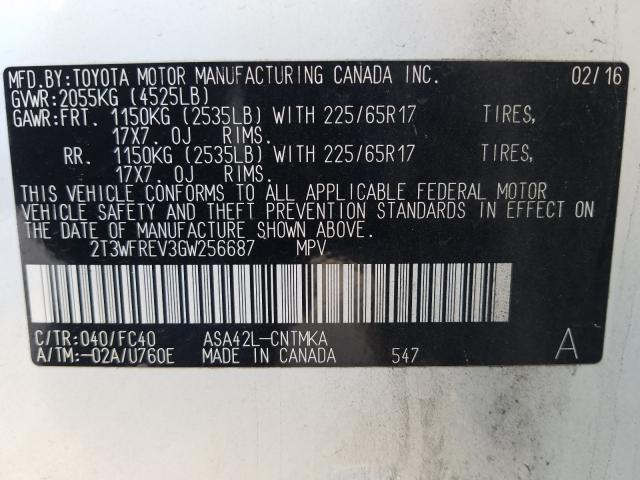 MFD.BY:TOYOTA MOTOR MANUFACTURING CANADA INC. 02/16
GVWR:2055KG (4525LB)
GAWR:FRT. 1150KG (2535LB) WITH 225/65R17 TIRES,
17X7.0J RIMS.
RR. 1150KG (2535LB) WITH 225/65R17 TIRES,
17X7.0J RIMS.
THIS VEHICLE CONFORMS TO ALL APPLICABLE FEDERAL MOTOR
VEHICLE SAFETY AND THEFT PREVENTION STANDARDS IN EFFECT
ON THE DATE OF MANUFACTURE SHOWN ABOVE.
2T3WFREV3GW256687 MPV
C/TR:040/FC40 ASA42L-CNTMKA
A/TM:-02A/U760E MADE IN CANADA 547 A